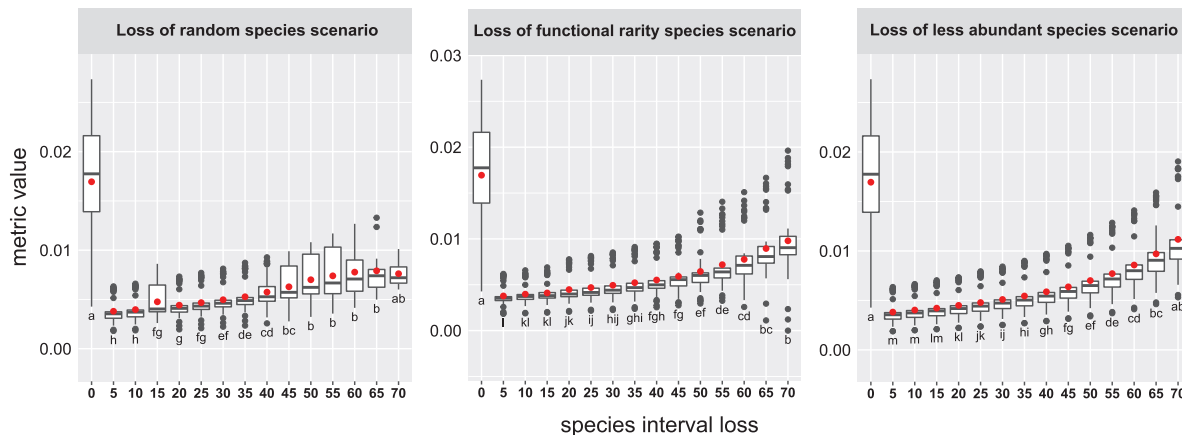 Loss of random species scenario
Loss of functional rarity species scenario
Loss of less abundant species scenario
metric value
0.02
0.01
0.00
a h h fg g fg ef de cd bc b b b b ab
0 5 10 15 20 25 30 35 40 45 50 55 60 65 70
0.03
0.02
0.01
0.00
a l kl kl jk ij hij ghi fgh fg ef de cd bc b
0 5 10 15 20 25 30 35 40 45 50 55 60 65 70
0.02
0.01
0.00
a m m lm kl jk ij hi gh fg ef de cd bc ab
0 5 10 15 20 25 30 35 40 45 50 55 60 65 70
species interval loss